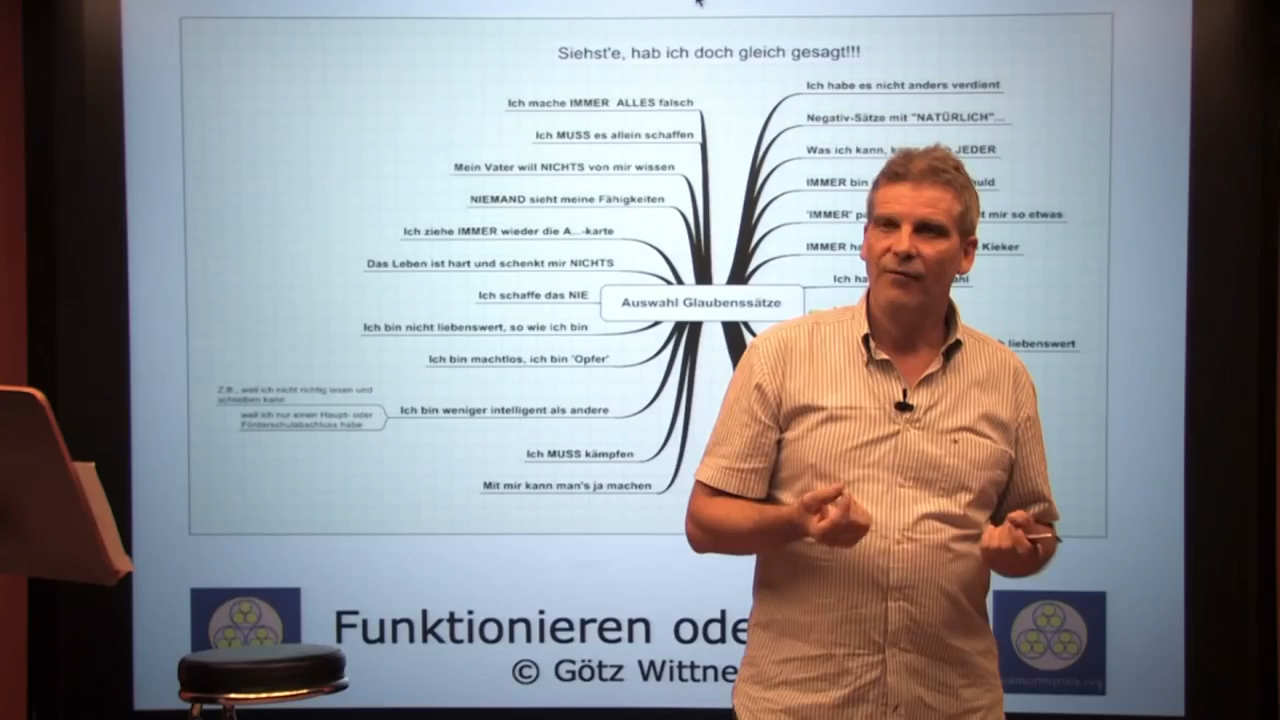 Siehst'e, hab ich doch gleich gesagt!!!
Ich mache IMMER ALLES falsch
Ich MUSS es allein schaffen
Mein Vater will NICHTS von mir wissen
NIEMAND sieht meine Fähigkeiten
Ich ziehe IMMER wieder die A...-karte
Das Leben ist hart und schenkt mir NICHTS
Ich schaffe das NIE
Ich bin nicht liebenswert, so wie ich bin
Ich bin machtlos, ich bin 'Opfer'
Z.B., weil ich nicht richtig lesen und
schreiben kann
weil ich nur einen Haupt- oder
Förderschulabschluss habe
Ich bin weniger intelligent als andere
Ich MUSS kämpfen
Mit mir kann man's ja machen
Auswahl Glaubenssätze
Ich habe es nicht anders verdient
Negativ-Sätze mit "NATÜRLICH"...
Was ich kann, JEDER
IMMER bin
'IMMER' mir so etwas
IMMER Kieker
Ich
liebenswert
Funktionieren
© Götz